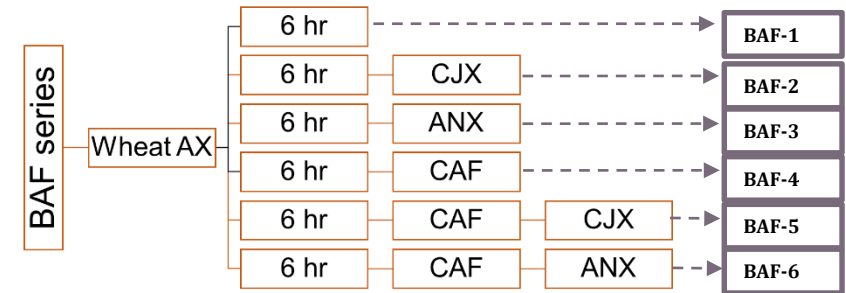 BAF series
Wheat AX
6 hr BAF-1
6 hr CJX BAF-2
6 hr ANX BAF-3
6 hr CAF BAF-4
6 hr CAF CJX BAF-5
6 hr CAF ANX BAF-6